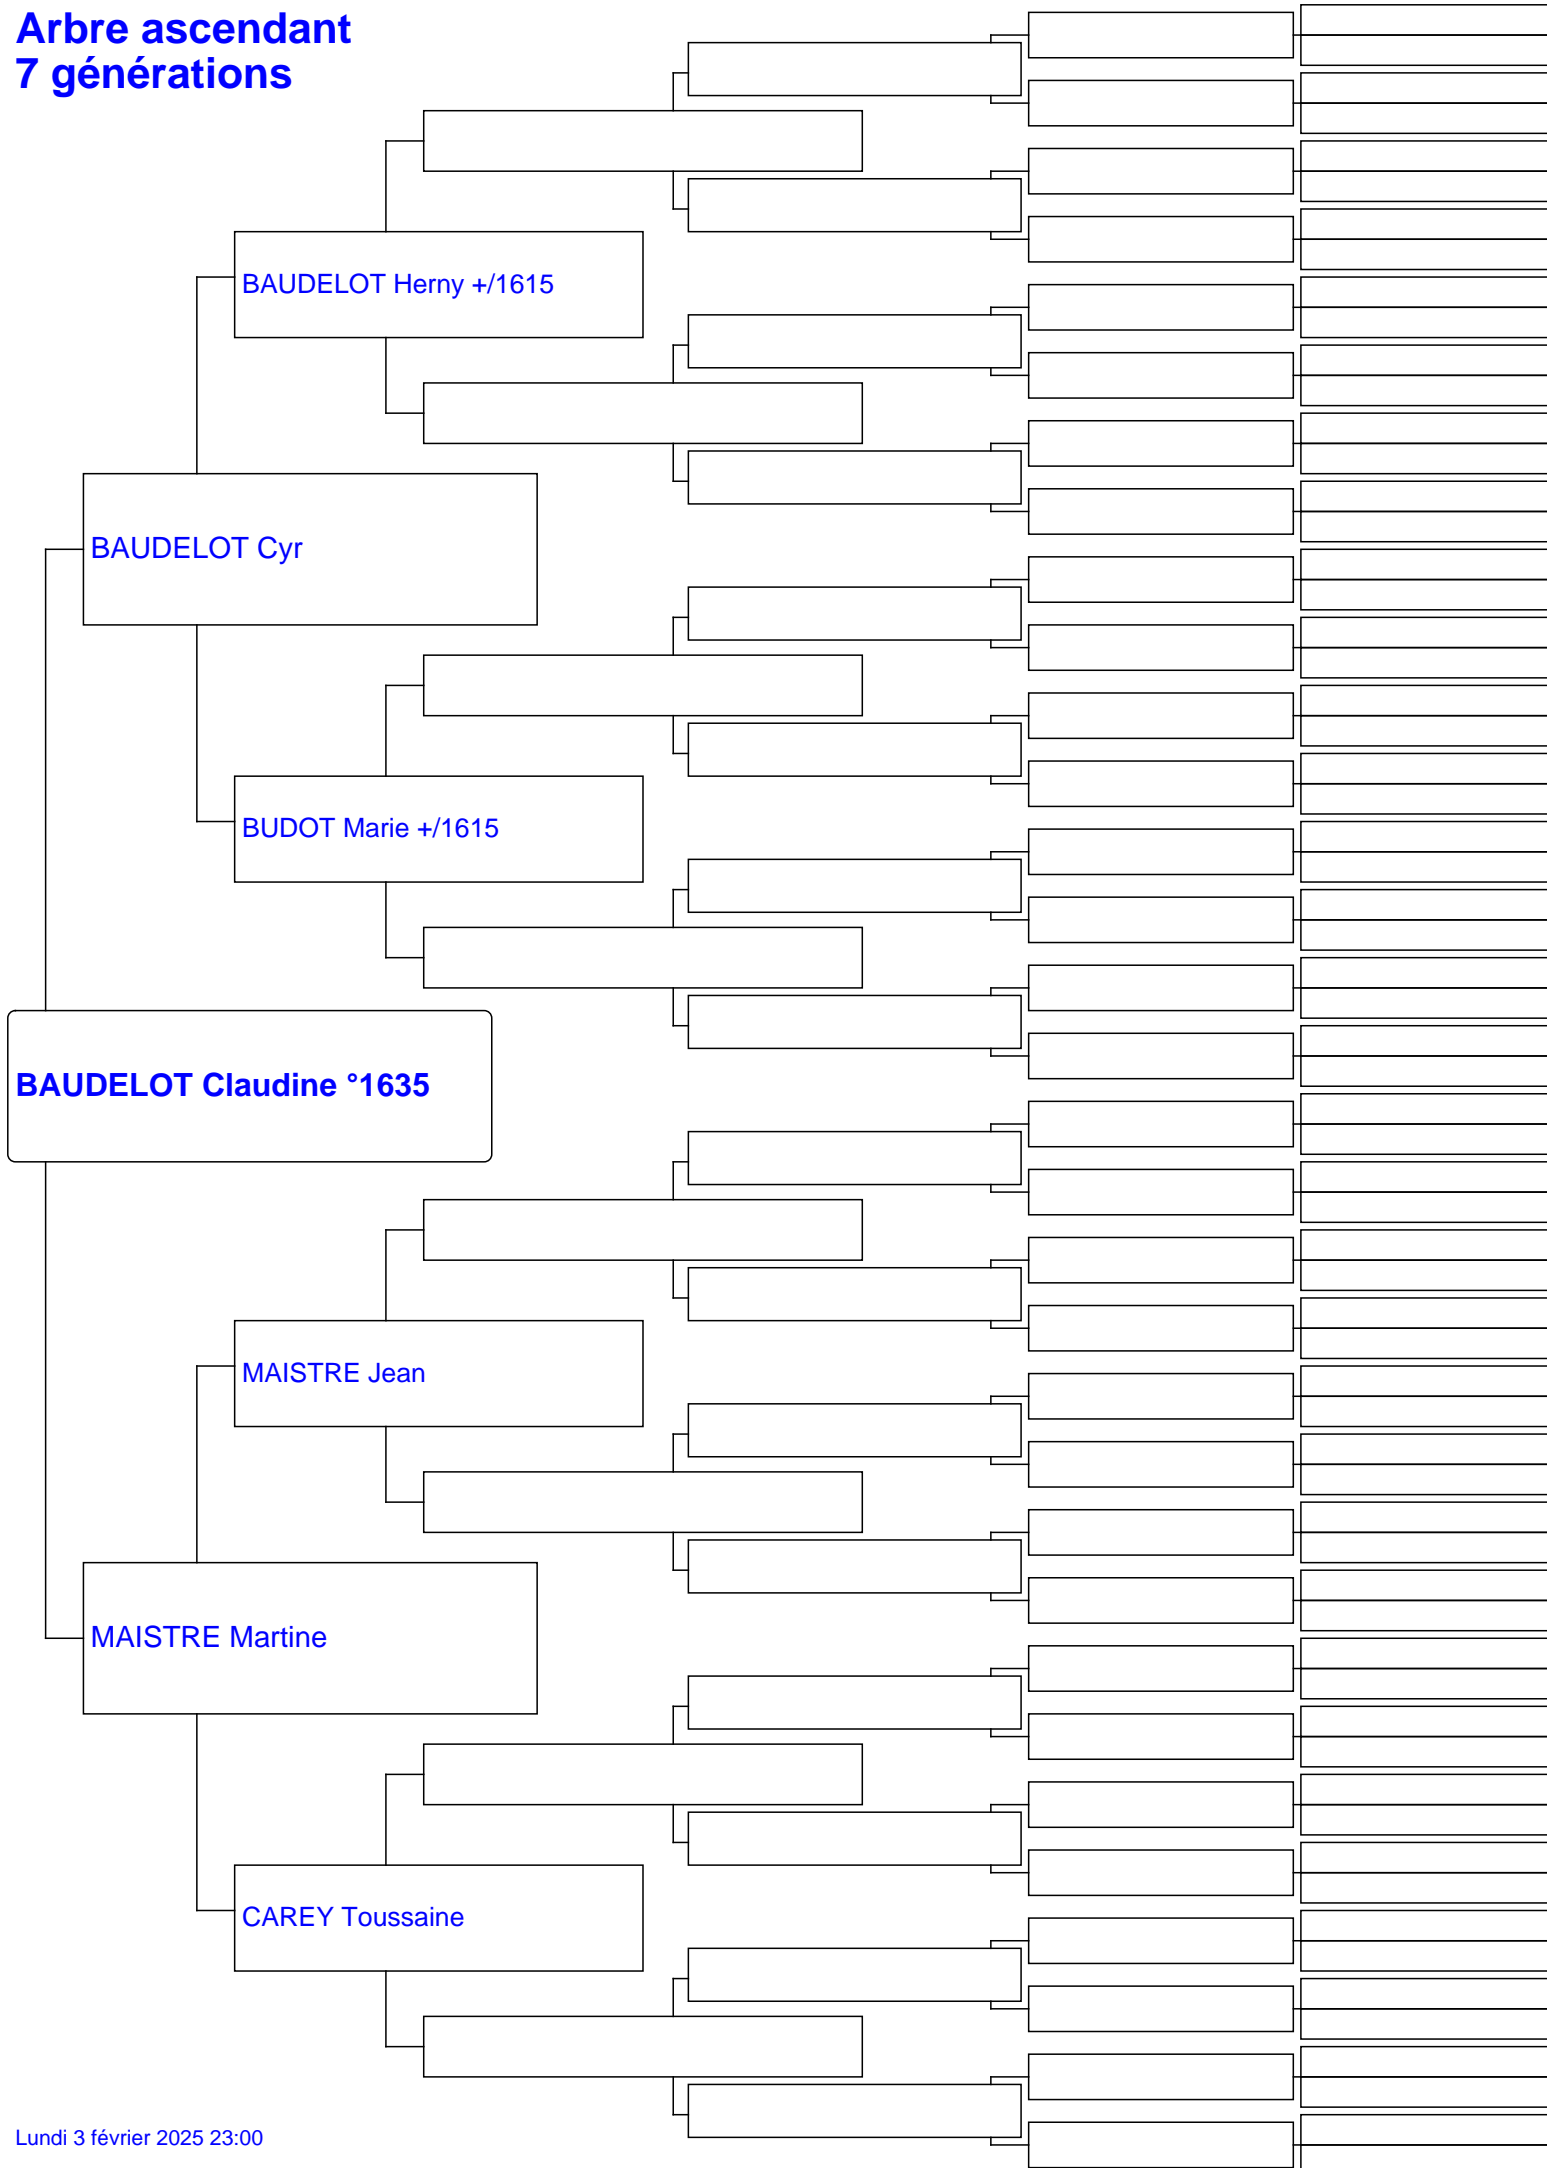 Arbre ascendant
7 générations
BAUDELOT Herny +/1615
BAUDELOT Cyr
BUDOT Marie +/1615
BAUDELOT Claudine °1635
MAISTRE Jean
MAISTRE Martine
CAREY Toussaine
Lundi 3 février 2025 23:00